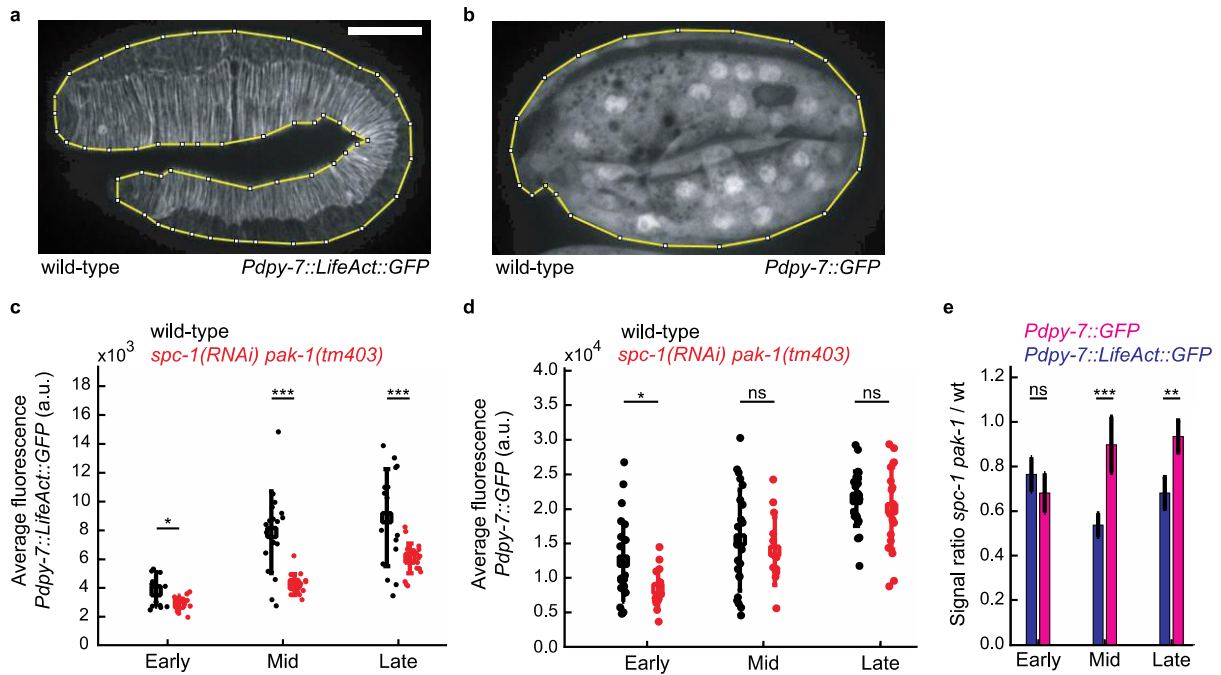 a
wild-type
Pdpy-7::LifeAct::GFP
b
wild-type
Pdpy-7::GFP
c
wild-type
spc-1(RNAi) pak-1(tm403)
x10³
Average fluorescence
Pdpy-7::LifeAct::GFP (a.u.)
18
16
14
12
10
8
6
4
2
0
*
***
***
Early
Mid
Late
d
wild-type
spc-1(RNAi) pak-1(tm403)
x10⁴
Average fluorescence
Pdpy-7::GFP (a.u.)
4.0
3.5
3.0
2.5
2.0
1.5
1.0
0.5
0.0
*
ns
ns
Early
Mid
Late
e
Pdpy-7::GFP
Pdpy-7::LifeAct::GFP
Signal ratio spc-1 pak-1 / wt
1.2
1.0
0.8
0.6
0.4
0.2
0.0
ns
***
**
Early
Mid
Late